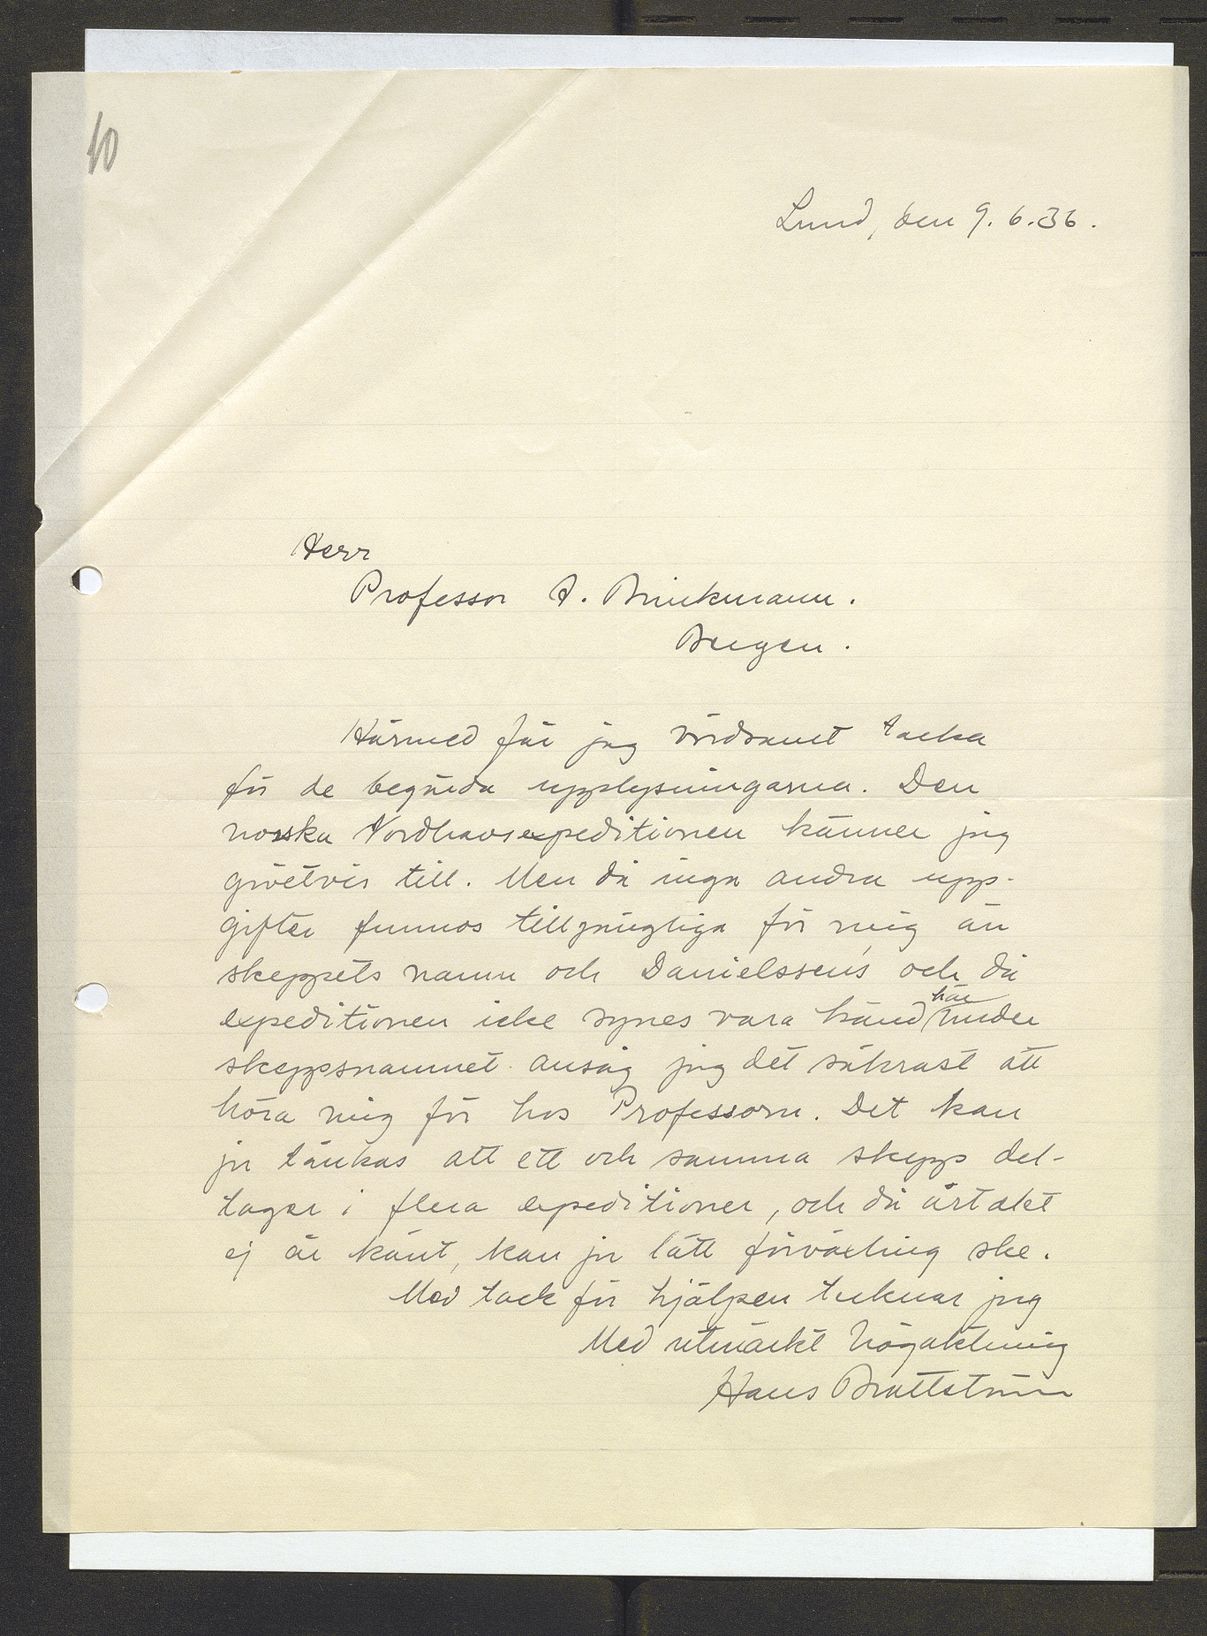 10
Lund, den 9.6.36.
Herr
Professor A. Brinkmann.
Bergen.
Härmed får jag vördsamt tacka
för de begärda upplysningarna. Den
norska Nordhavsexpeditionen känner jag
givetvis till. Men då inga andra upp-
gifter funnos tillgängliga för mig än
skeppets namn och Danielssens, och då
expeditionen icke synes vara känd här under
skeppsnamnet ansåg jag det säkrast att
höra mig för hos Professorn. Det kan
ju tänkas att ett och samma skepp del-
tager i flera expeditioner, och då årtalet
ej är känt, kan ju lätt förväxling ske.
Med tack för hjälpen tecknar jag
Med utmärkt högaktning
Hans Brattström